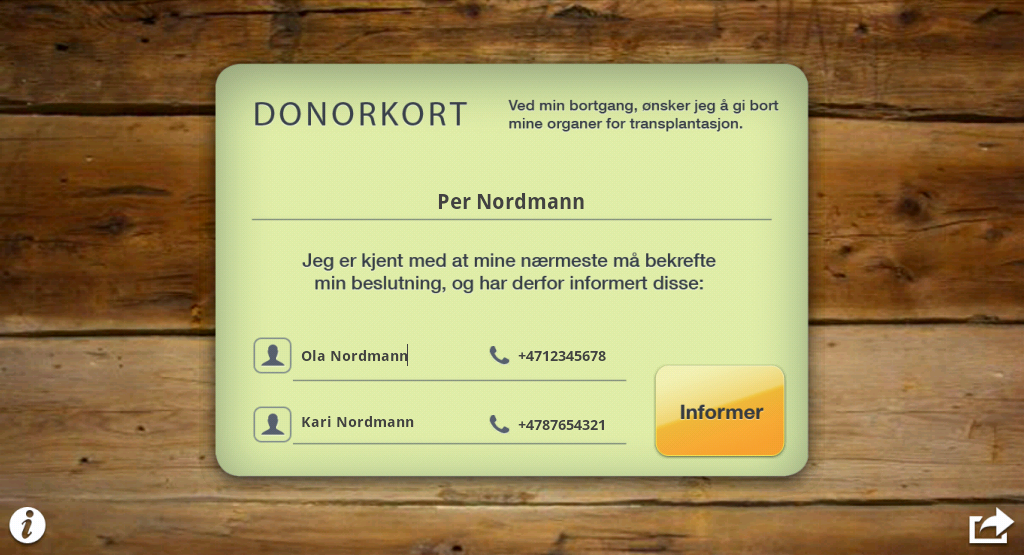 DONORKORT
Ved min bortgang, ønsker jeg å gi bort
mine organer for transplantasjon.
Per Nordmann
Jeg er kjent med at mine nærmeste må bekrefte
min beslutning, og har derfor informert disse:
Ola Nordmann +4712345678
Kari Nordmann +4787654321
Informer